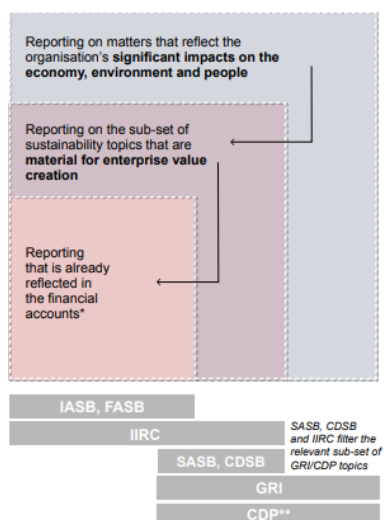 Reporting on matters that reflect the
organisation's significant impacts on the
economy, environment and people
Reporting on the sub-set of
sustainability topics that are
material for enterprise value
creation
Reporting
that is already
reflected in
the financial
accounts*
IASB, FASB
IIRC
SASB, CDSB
SASB, CDSB
and IIRC filter the
relevant sub-set of
GRI/CDP topics
GRI
CDP**